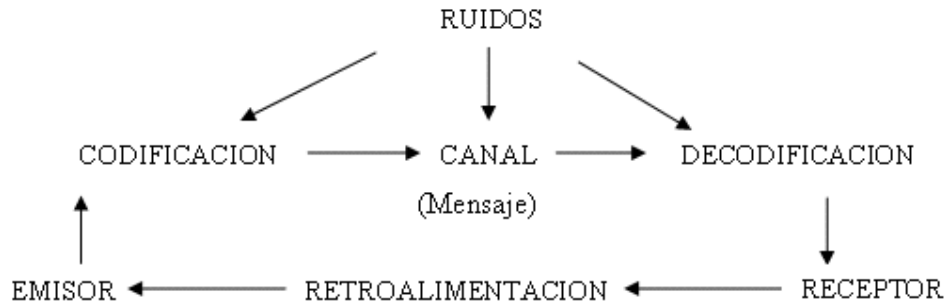 RUIDOS
CODIFICACION CANAL DECODIFICACION
(Mensaje)
EMISOR RETROALIMENTACION RECEPTOR